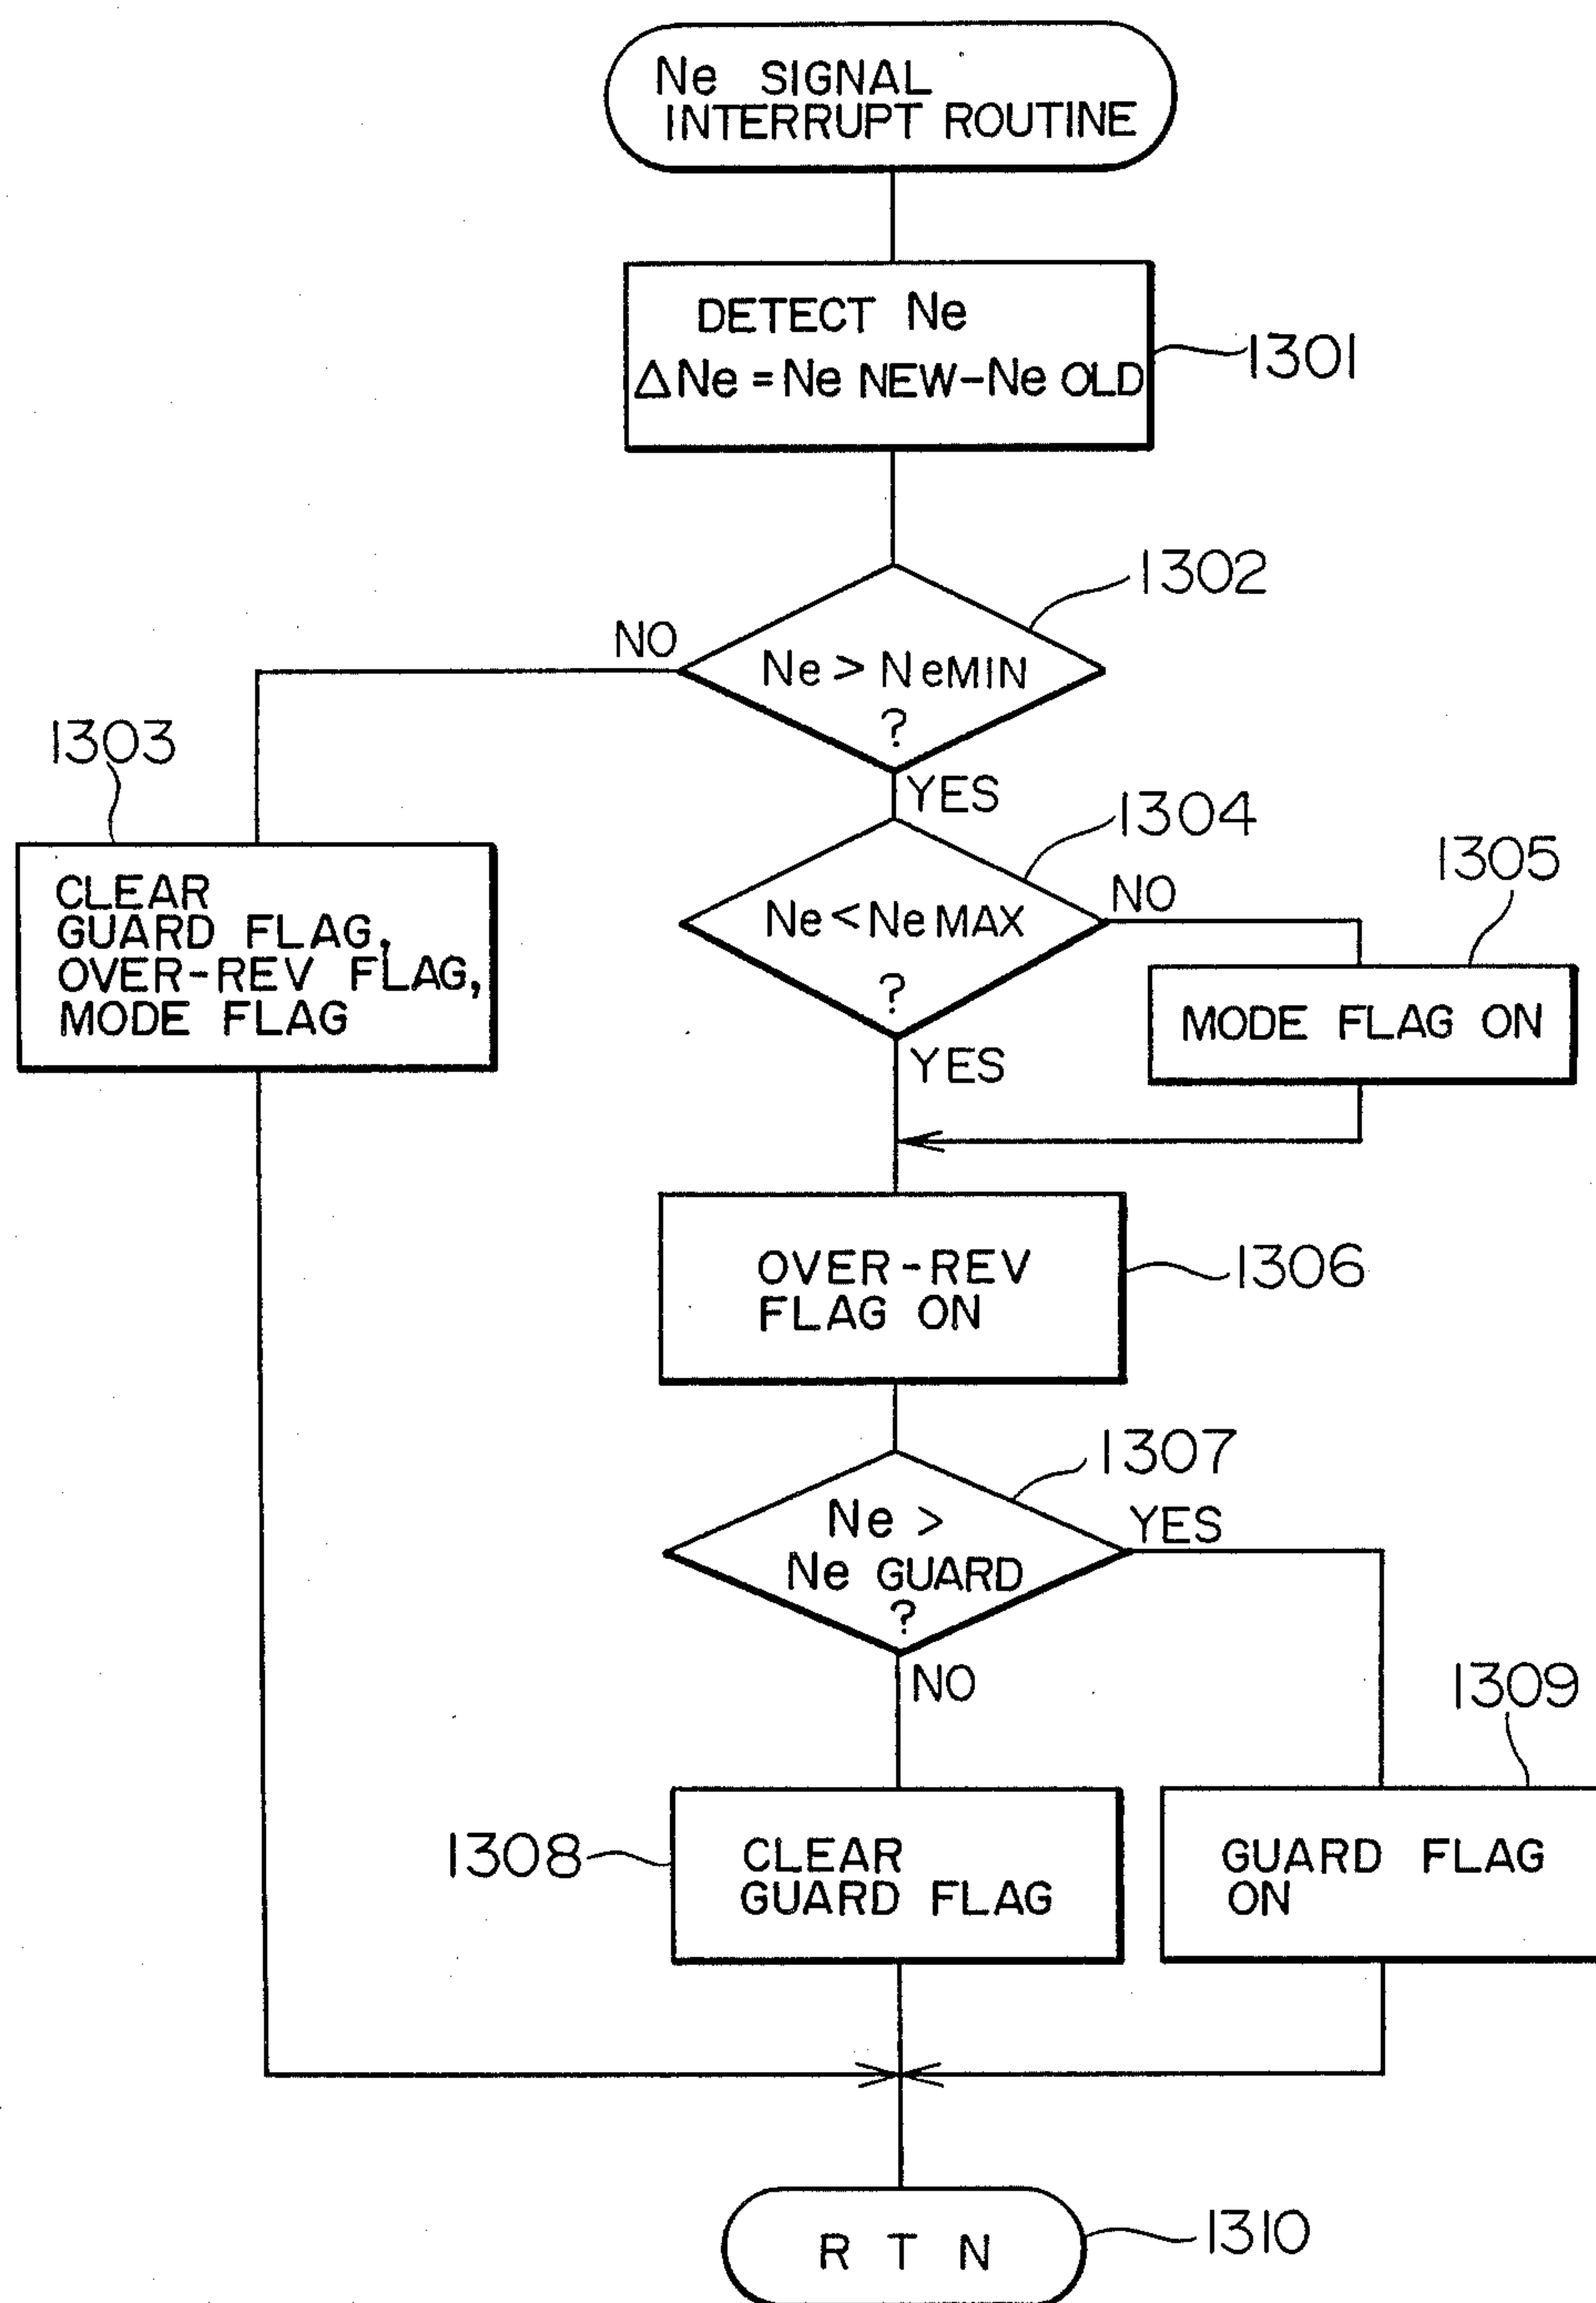 Ne SIGNAL
INTERRUPT ROUTINE
DETECT Ne
ΔNe = Ne NEW-Ne OLD
1301
1302
NO
Ne > NeMIN
?
YES
1303
CLEAR
GUARD FLAG,
OVER-REV FLAG,
MODE FLAG
1304
NO
Ne < Ne MAX
?
YES
1305
MODE FLAG ON
OVER-REV
FLAG ON
1306
1307
Ne >
Ne GUARD
?
YES
NO
1308
CLEAR
GUARD FLAG
1309
GUARD FLAG
ON
R T N
1310